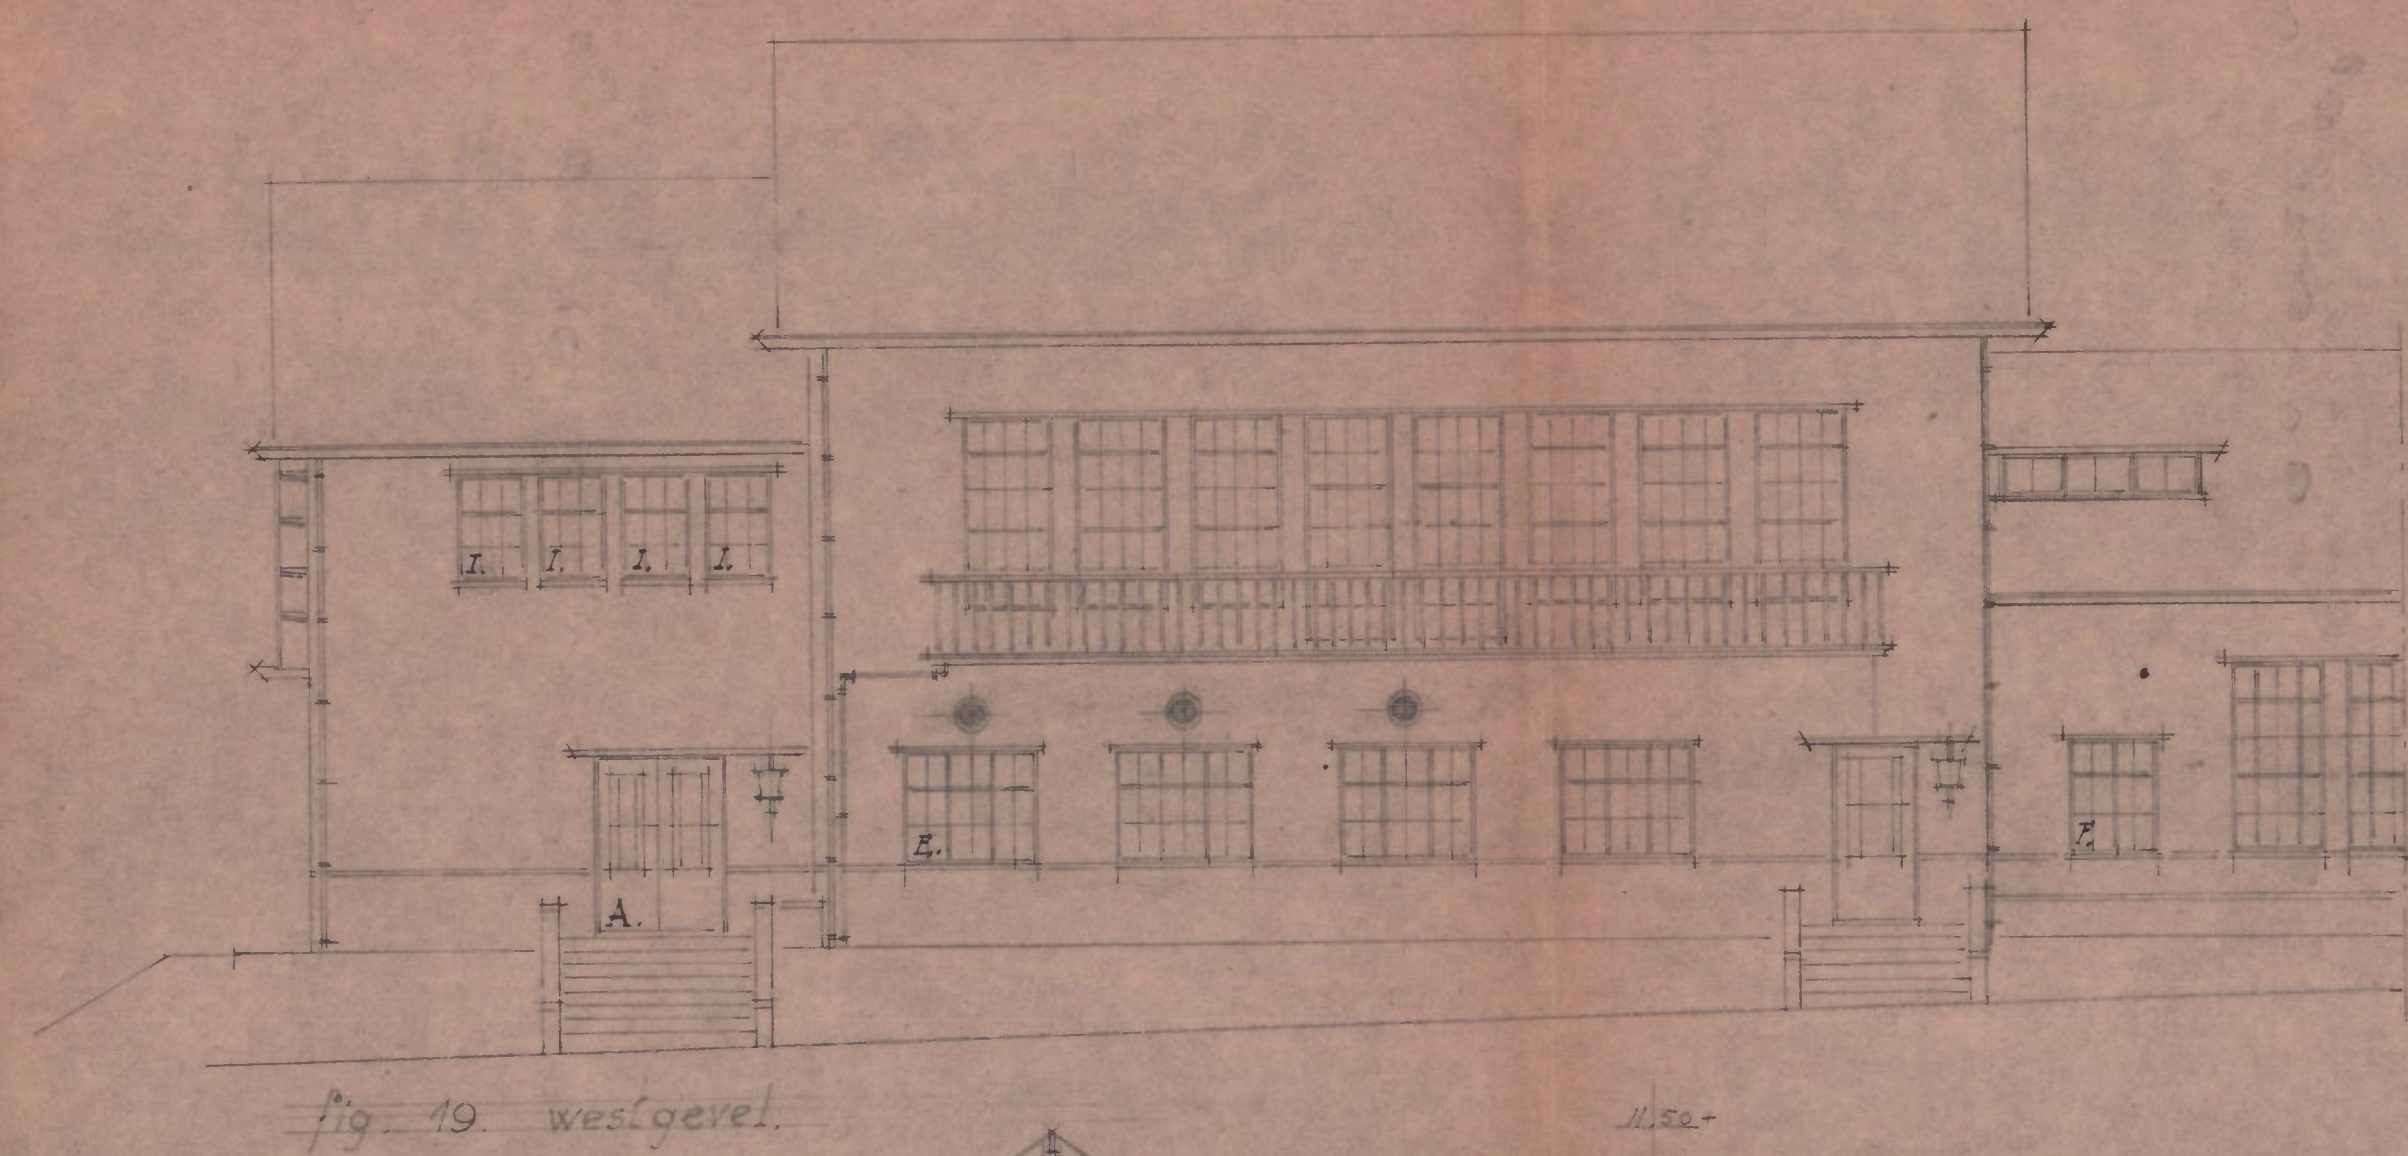 I. I. I. I.
E.
F.
A.
fig. 19. westgevel.
11.50+